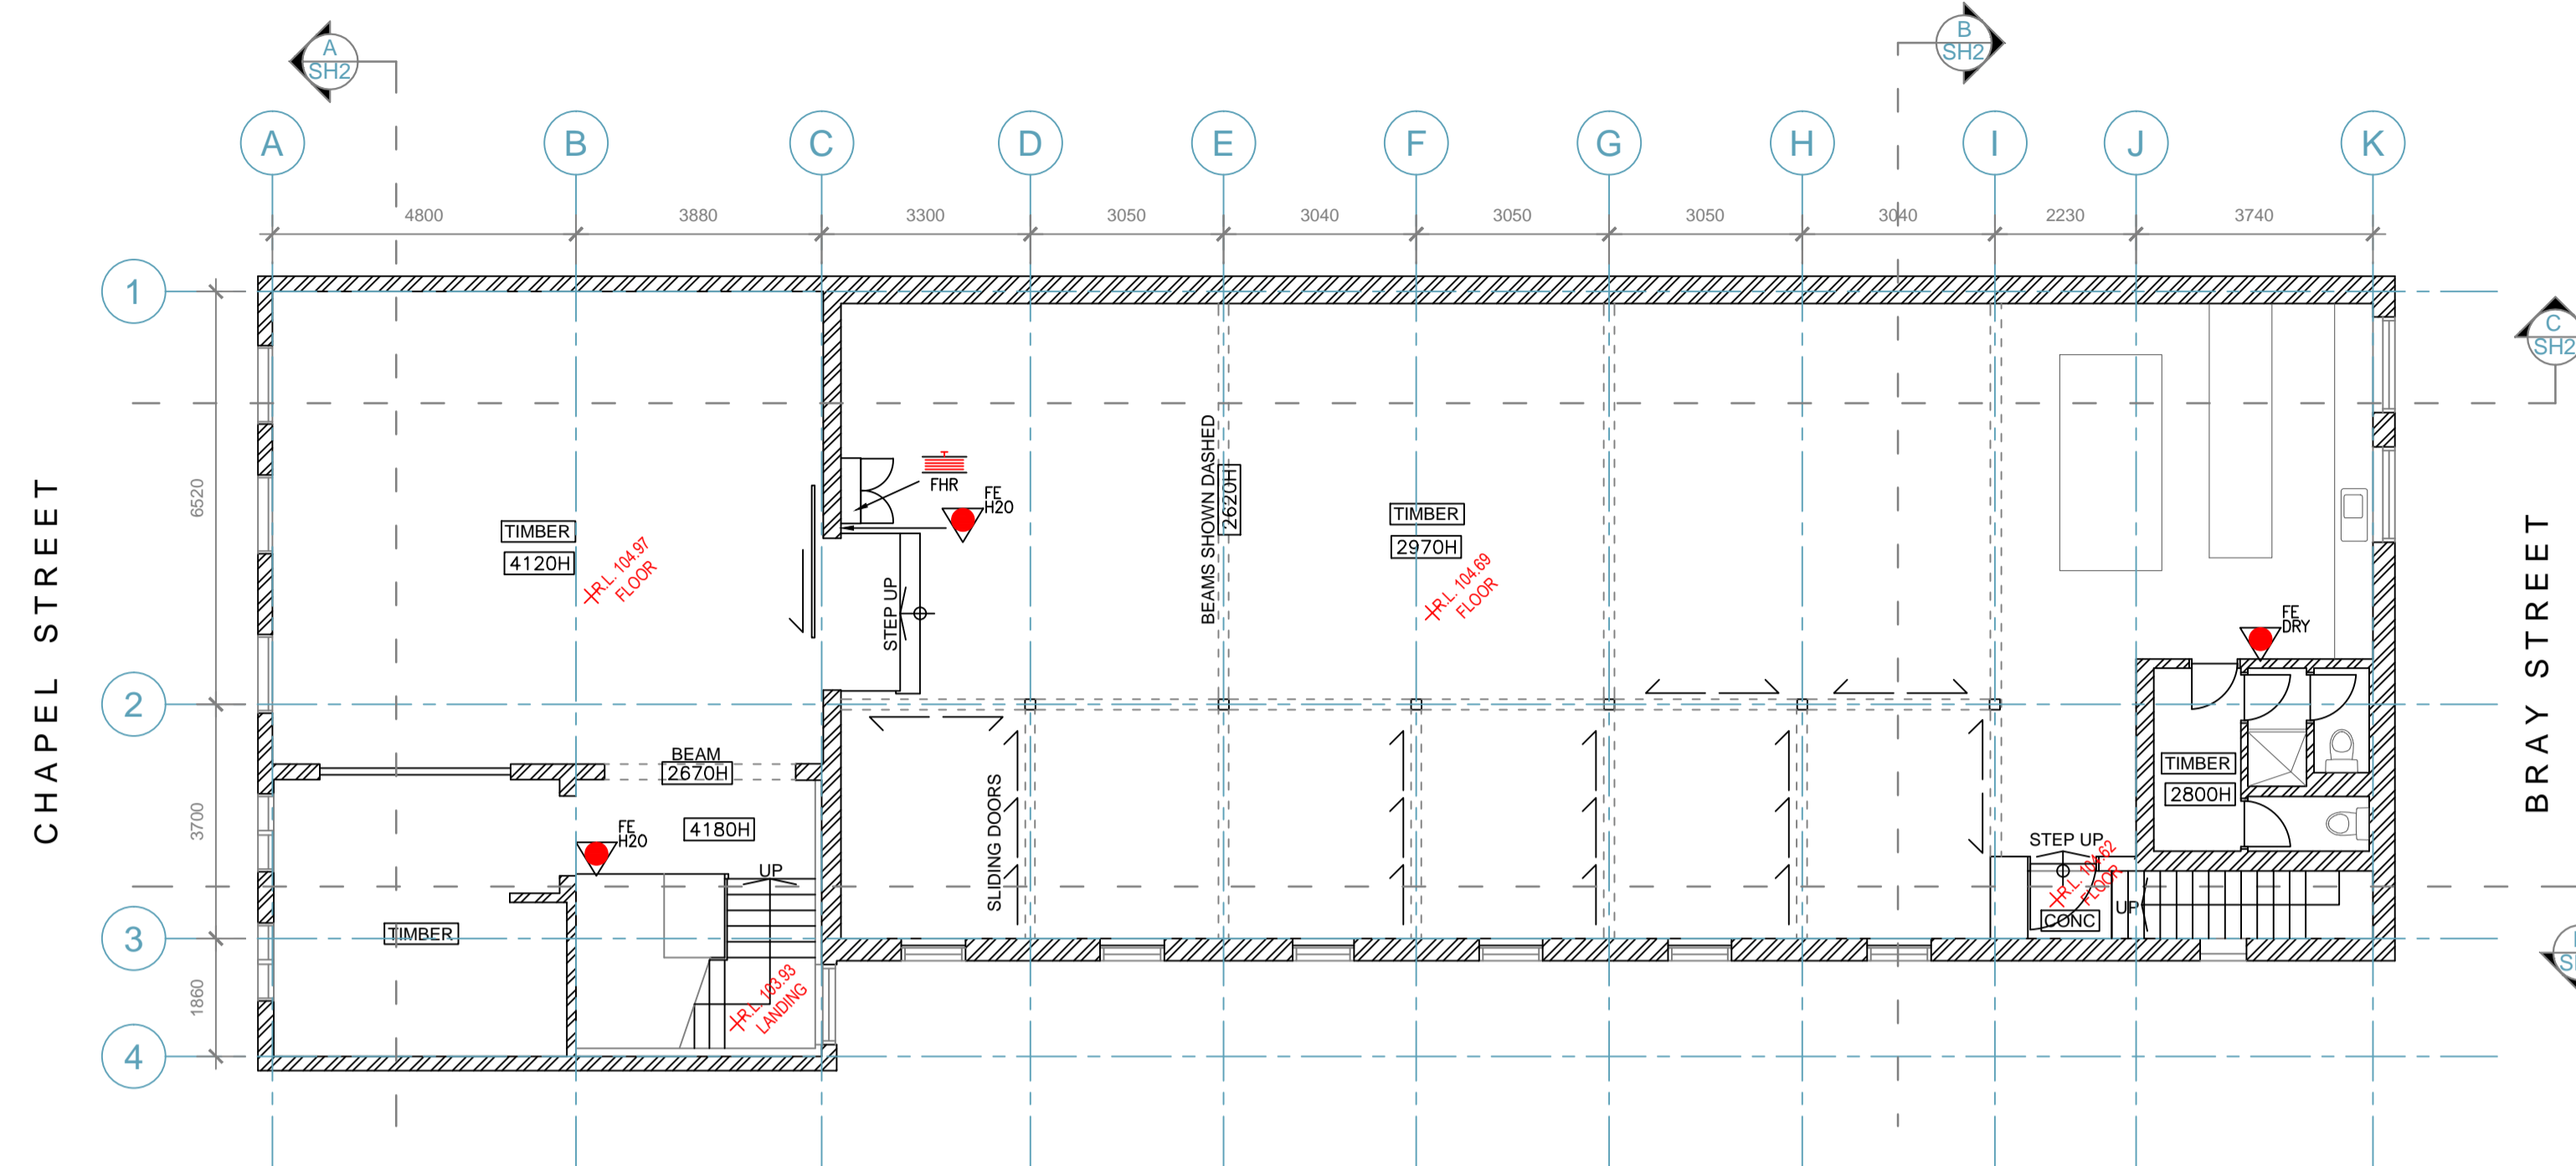 A
SH2
B
SH2
A
B
C
D
E
F
G
H
I
J
K
4800
3880
3300
3050
3040
3050
3050
3040
2230
3740
1
C
SH2
6520
CHAPEL STREET
BRAY STREET
TIMBER
4120H
R.L. 104.97
FLOOR
FHR
FE
H2O
STEP UP
BEAMS SHOWN DASHED
2620H
TIMBER
2970H
R.L. 104.69
FLOOR
FE
DRY
2
BEAM
2670H
TIMBER
2800H
3700
4180H
FE
H2O
UP
SLIDING DOORS
STEP UP
R.L. 104.62
FLOOR
CONC
UP
TIMBER
3
1860
R.L. 103.93
LANDING
4